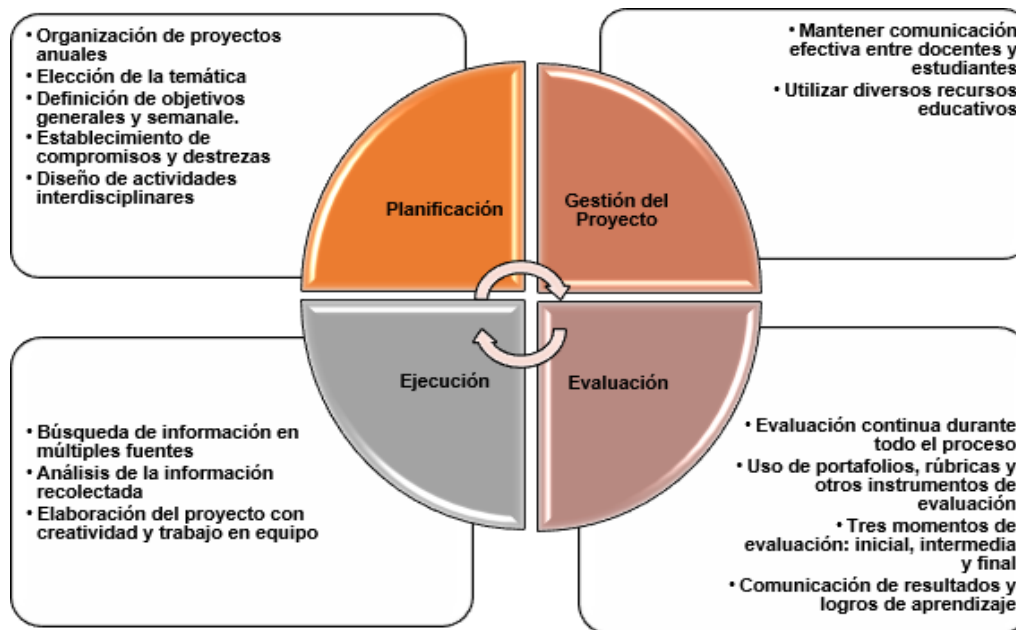 • Organización de proyectos
anuales
• Elección de la temática
• Definición de objetivos
generales y semanale.
• Establecimiento de
compromisos y destrezas
• Diseño de actividades
interdisciplinares
Planificación
• Mantener comunicación
efectiva entre docentes y
estudiantes
• Utilizar diversos recursos
educativos
Gestión del
Proyecto
• Búsqueda de información en
múltiples fuentes
• Análisis de la información
recolectada
• Elaboración del proyecto con
creatividad y trabajo en equipo
Ejecución
Evaluación
• Evaluación continua durante
todo el proceso
• Uso de portafolios, rúbricas y
otros instrumentos de
evaluación
• Tres momentos de
evaluación: inicial, intermedia
y final
• Comunicación de resultados y
logros de aprendizaje